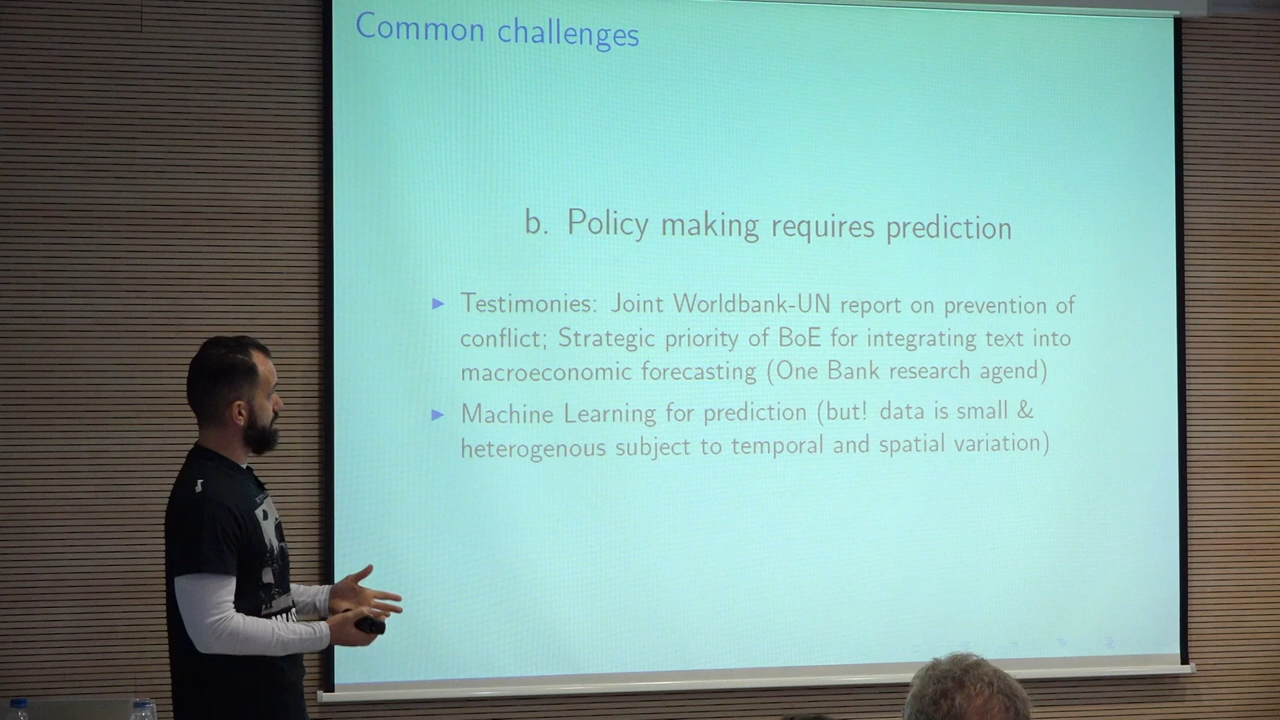 Common challenges
b. Policy making requires prediction
Testimonies: Joint Worldbank-UN report on prevention of
conflict; Strategic priority of BoE for integrating text into
macroeconomic forecasting (One Bank research agend)
Machine Learning for prediction (but! data is small &
heterogenous subject to temporal and spatial variation)